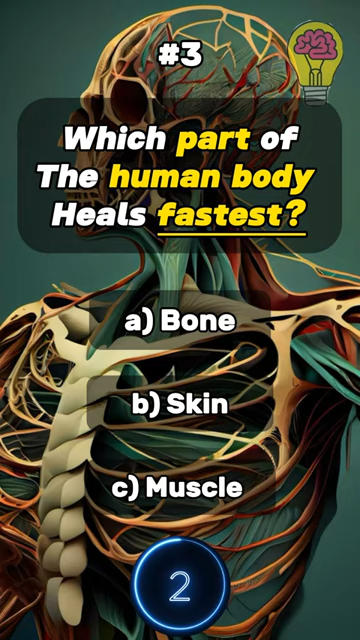 #3
Which part of
The human body
Heals fastest?
a) Bone
b) Skin
c) Muscle
2